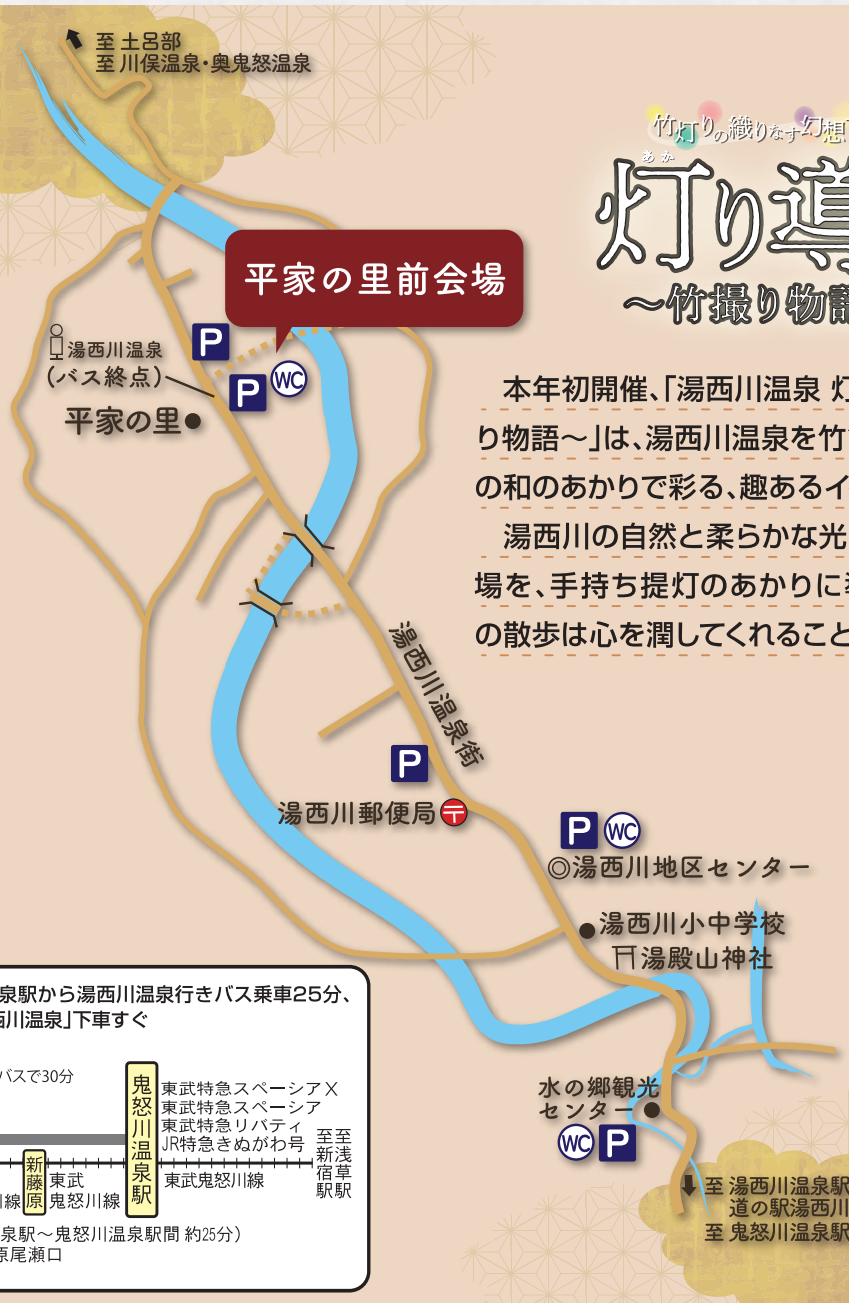 至 土呂部
至 川俣温泉・奥鬼怒温泉
竹灯りの織りなす幻想
あか
灯り道
〜竹撮り物語
平家の里前会場
P
湯西川温泉
(バス終点)
P WC
平家の里
本年初開催、「湯西川温泉 灯
り物語〜」は、湯西川温泉を竹
の和のあかりで彩る、趣あるイ
湯西川の自然と柔らかな光
場を、手持ち提灯のあかりに
の散歩は心を潤してくれること
湯西川温泉街
P
湯西川郵便局
P WC
◎湯西川地区センター
湯西川小中学校
湯殿山神社
水の郷観光
センター
WC P
至 湯西川温泉駅
道の駅湯西川
至 鬼怒川温泉駅
泉駅から湯西川温泉行きバス乗車25分、
川温泉」下車すぐ
バスで30分
鬼怒川温泉駅
東武特急スペーシアX
東武特急スペーシア
東武特急リバティ
JR特急きぬがわ号
至浅草駅
至新宿駅
新藤原
川線
東武
鬼怒川線
東武鬼怒川線
泉駅〜鬼怒川温泉駅間 約25分)
原尾瀬口